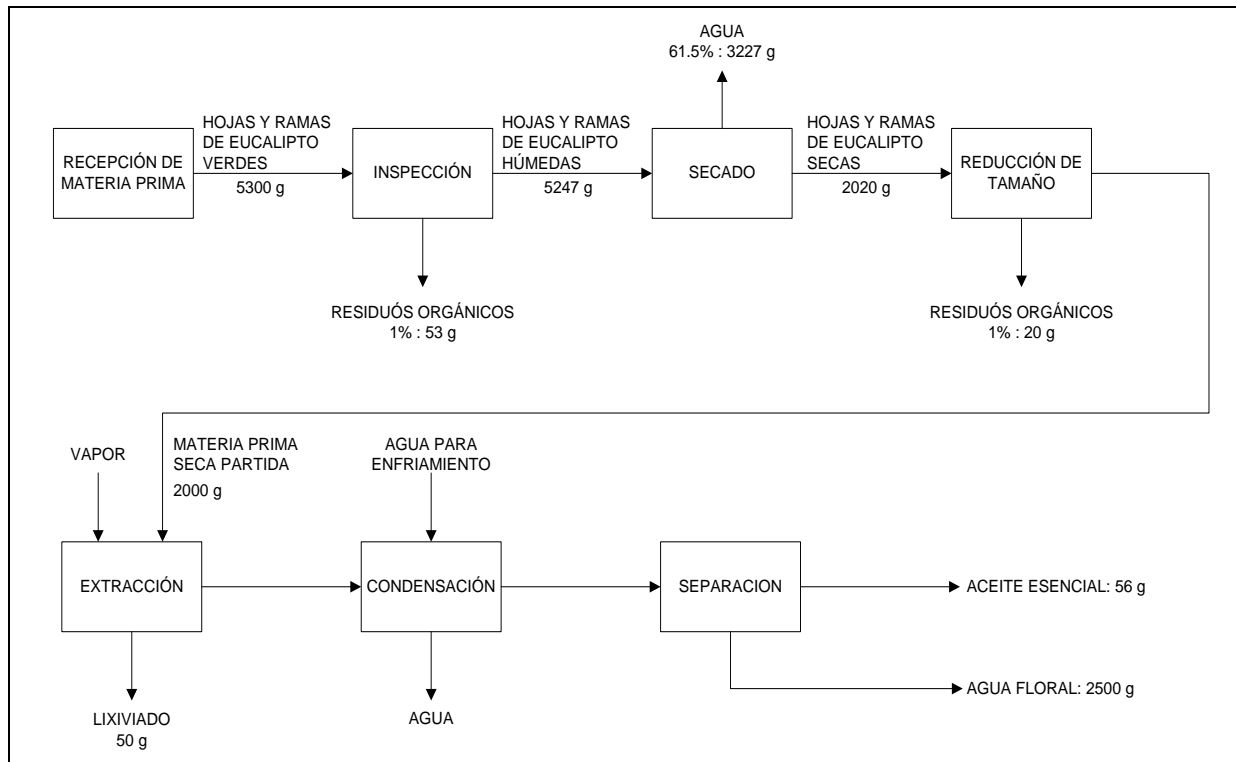 AGUA
61.5% : 3227 g
RECEPCIÓN DE
MATERIA PRIMA
HOJAS Y RAMAS
DE EUCALIPTO
VERDES
5300 g
INSPECCIÓN
HOJAS Y RAMAS
DE EUCALIPTO
HÚMEDAS
5247 g
SECADO
HOJAS Y RAMAS
DE EUCALIPTO
SECAS
2020 g
REDUCCIÓN DE
TAMAÑO
RESIDUÓS ORGÁNICOS
1% : 53 g
RESIDUÓS ORGÁNICOS
1% : 20 g
VAPOR
MATERIA PRIMA
SECA PARTIDA
2000 g
AGUA PARA
ENFRIAMIENTO
EXTRACCIÓN
CONDENSACIÓN
SEPARACION
ACEITE ESENCIAL: 56 g
AGUA FLORAL: 2500 g
LIXIVIADO
50 g
AGUA